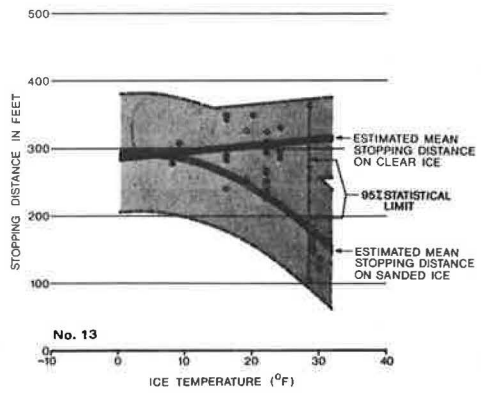 500
400
300
200
100
0
STOPPING DISTANCE IN FEET
ESTIMATED MEAN
STOPPING DISTANCE
ON CLEAR ICE
95% STATISTICAL
LIMIT
ESTIMATED MEAN
STOPPING DISTANCE
ON SANDED ICE
No. 13
-10 0 10 20 30 40
ICE TEMPERATURE (°F)